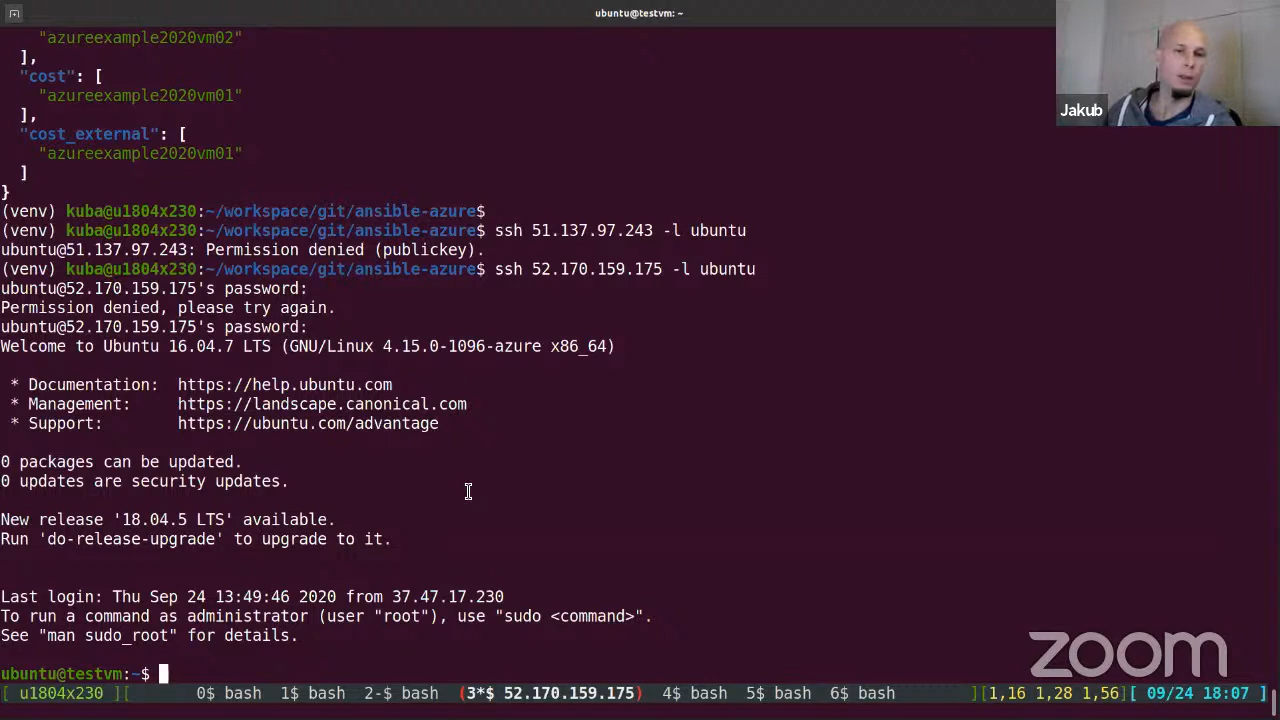 ubuntu@testvm: ~
"azureexample2020vm02"
],
"cost": [
"azureexample2020vm01"
],
"cost_external": [
"azureexample2020vm01"
]
}
(venv) kuba@u1804x230:~/workspace/git/ansible-azure$
(venv) kuba@u1804x230:~/workspace/git/ansible-azure$ ssh 51.137.97.243 -l ubuntu
ubuntu@51.137.97.243: Permission denied (publickey).
(venv) kuba@u1804x230:~/workspace/git/ansible-azure$ ssh 52.170.159.175 -l ubuntu
ubuntu@52.170.159.175's password:
Permission denied, please try again.
ubuntu@52.170.159.175's password:
Welcome to Ubuntu 16.04.7 LTS (GNU/Linux 4.15.0-1096-azure x86_64)
* Documentation:  https://help.ubuntu.com
* Management:     https://landscape.canonical.com
* Support:        https://ubuntu.com/advantage
0 packages can be updated.
0 updates are security updates.
New release '18.04.5 LTS' available.
Run 'do-release-upgrade' to upgrade to it.
Last login: Thu Sep 24 13:49:46 2020 from 37.47.17.230
To run a command as administrator (user "root"), use "sudo <command>".
See "man sudo_root" for details.
ubuntu@testvm:~$
[ u1804x230 ][ 0$ bash 1$ bash 2-$ bash (3*$ 52.170.159.175) 4$ bash 5$ bash 6$ bash ][1,16 1,28 1,56][ 09/24 18:07 ]
Jakub
zoom